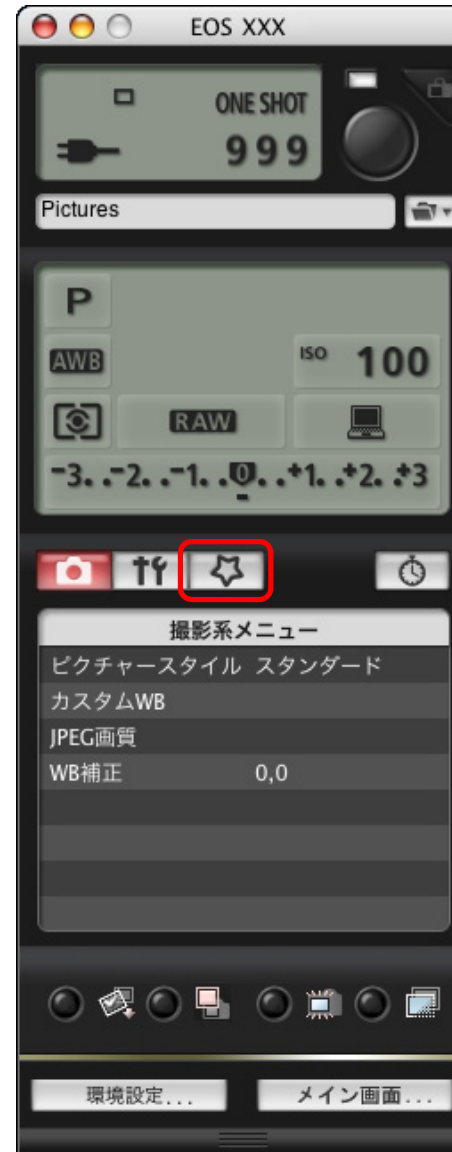 EOS XXX
ONE SHOT
999
Pictures
P
AWB
ISO 100
RAW
-3..-2..-1..0..+1..+2..+3
撮影系メニュー
ピクチャースタイル スタンダード
カスタムWB
JPEG画質
WB補正 0,0
環境設定... メイン画面...